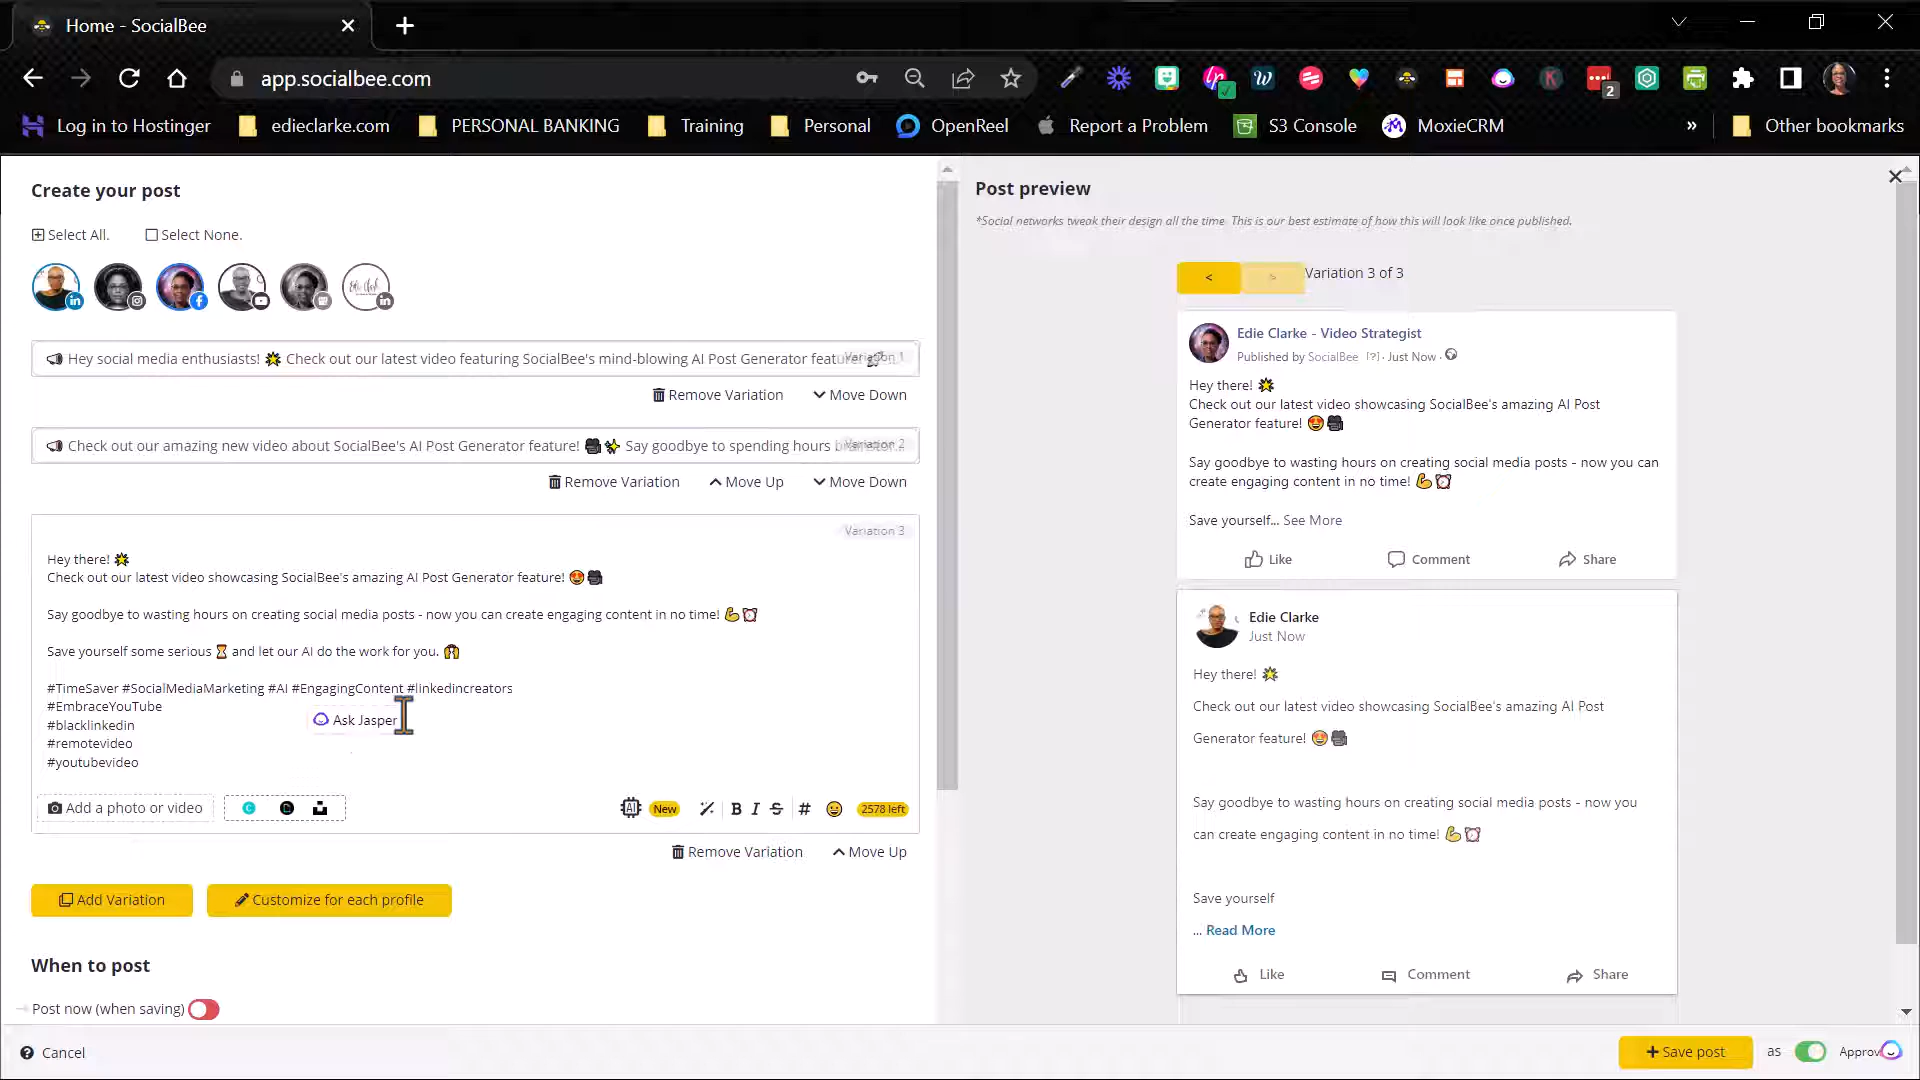 Home - SocialBee
app.socialbee.com
2
Log in to Hostinger
edieclarke.com
PERSONAL BANKING
Training
Personal
OpenReel
Report a Problem
S3 Console
MoxieCRM
»
Other bookmarks
Create your post
Select All.
Select None.
📢 Hey social media enthusiasts! 🌟 Check out our latest video featuring SocialBee's mind-blowing AI Post Generator
Variation 1
Remove Variation
Move Down
📢 Check out our amazing new video about SocialBee's AI Post Generator feature! 🎥✨ Say goodbye to spending hours
Variation 2
Remove Variation
Move Up
Move Down
Variation 3
Hey there! 🌟
Check out our latest video showcasing SocialBee's amazing AI Post Generator feature! 😍🎥
Say goodbye to wasting hours on creating social media posts - now you can create engaging content in no time! 💪⏰
Save yourself some serious ⌛ and let our AI do the work for you. 🙌
#TimeSaver #SocialMediaMarketing #AI #EngagingContent #linkedincreators
#EmbraceYouTube
#blacklinkedin
#remotevideo
#youtubevideo
Ask Jasper
Add a photo or video
AI
New
B I S # 2578 left
Remove Variation
Move Up
Add Variation
Customize for each profile
When to post
Post now (when saving)
Cancel
Post preview
*Social networks tweak their design all the time. This is our best estimate of how this will look like once published.
< > Variation 3 of 3
Edie Clarke - Video Strategist
Published by SocialBee [?] · Just Now ·
Hey there! 🌟
Check out our latest video showcasing SocialBee's amazing AI Post
Generator feature! 😍🎥
Say goodbye to wasting hours on creating social media posts - now you can
create engaging content in no time! 💪⏰
Save yourself... See More
Like
Comment
Share
Edie Clarke
Just Now
Hey there! 🌟
Check out our latest video showcasing SocialBee's amazing AI Post
Generator feature! 😍🎥
Say goodbye to wasting hours on creating social media posts - now you
can create engaging content in no time! 💪⏰
Save yourself
... Read More
Like
Comment
Share
+ Save post
as